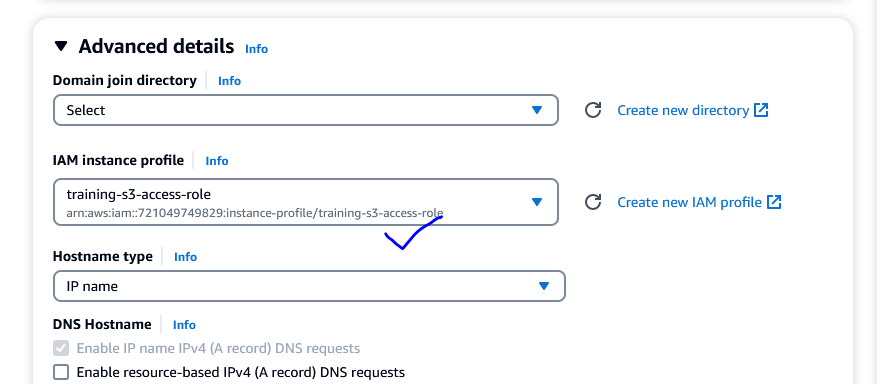 Advanced details Info
Domain join directory Info
Select
Create new directory
IAM instance profile Info
training-s3-access-role
arn:aws:iam::721049749829:instance-profile/training-s3-access-role
Create new IAM profile
Hostname type Info
IP name
DNS Hostname Info
Enable IP name IPv4 (A record) DNS requests
Enable resource-based IPv4 (A record) DNS requests